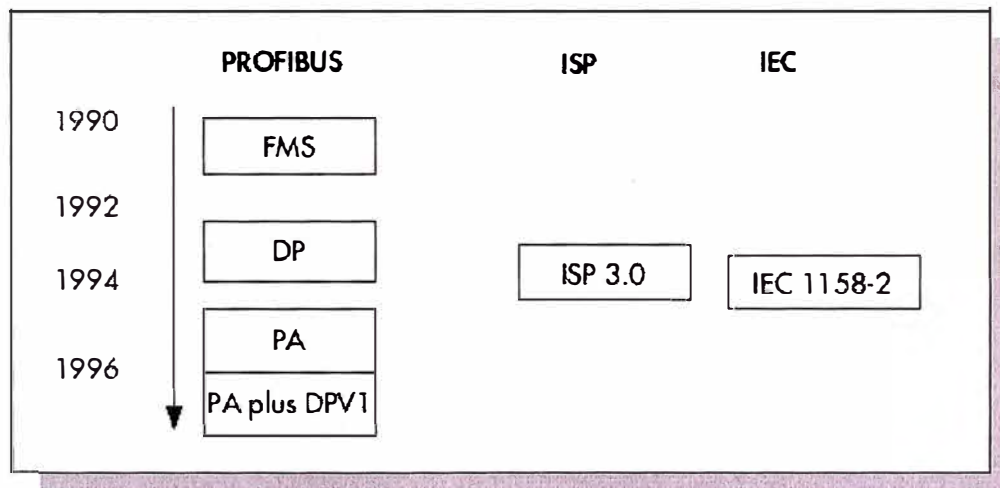 PROFIBUS ISP IEC
1990
FMS
1992
DP
ISP 3.0
1994
IEC 1158-2
PA
1996
PA plus DPV1